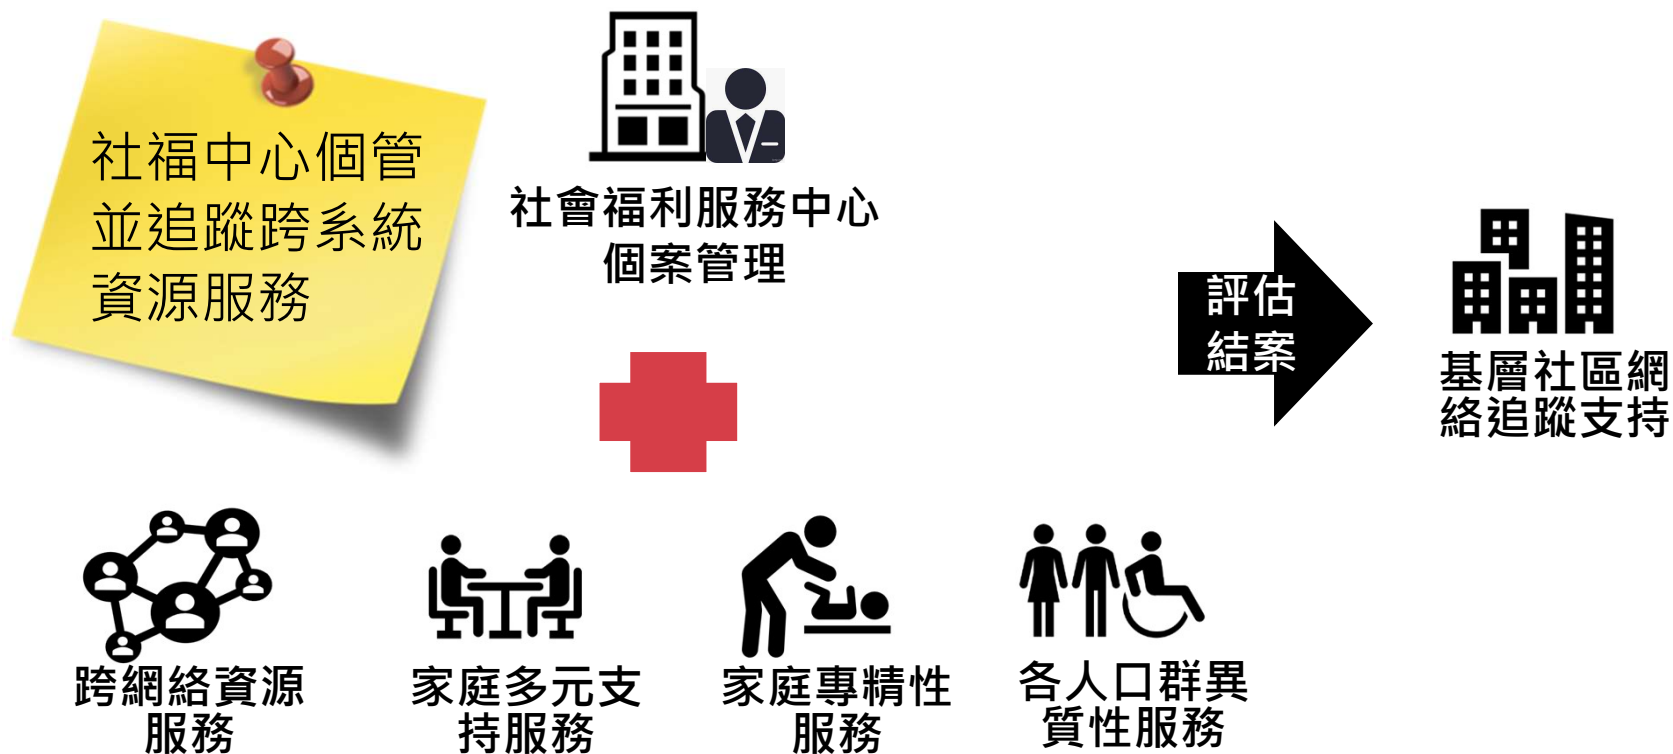 社福中心個管
並追蹤跨系統
資源服務
社會福利服務中心
個案管理
評估
結案
基層社區網
絡追蹤支持
跨網絡資源
服務
家庭多元支
持服務
家庭專精性
服務
各人口群異
質性服務